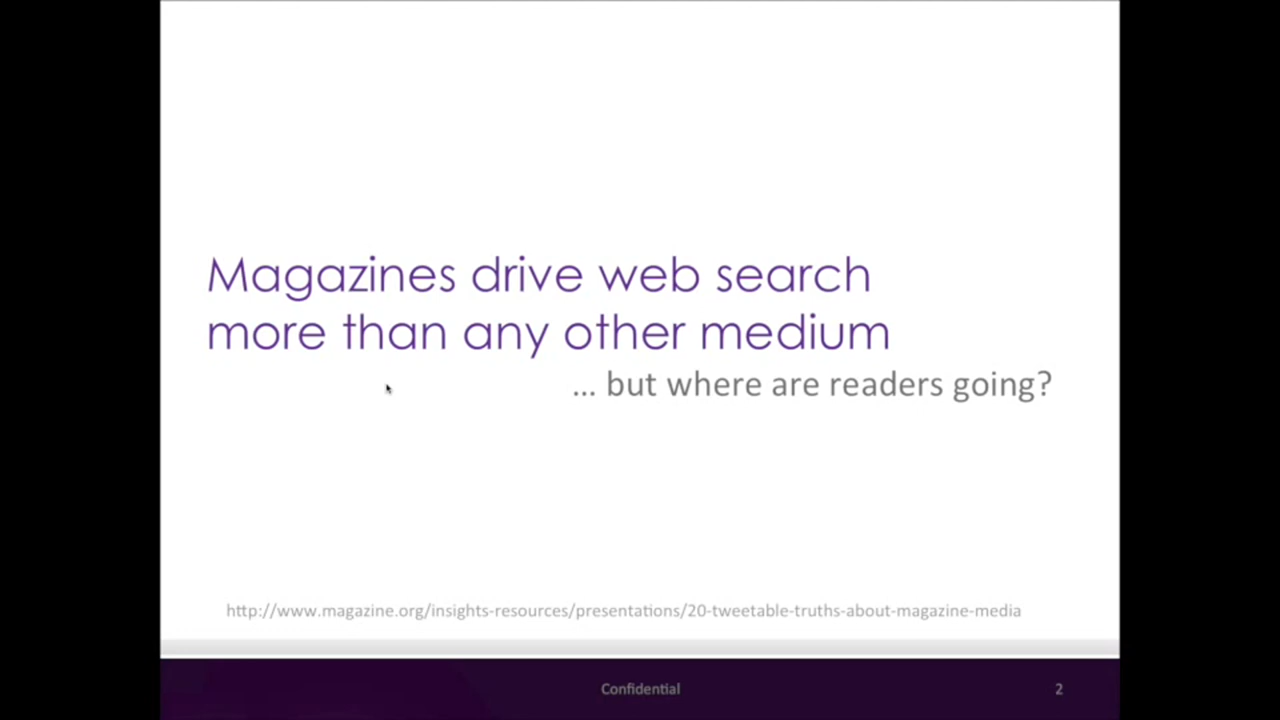 Magazines drive web search
more than any other medium
... but where are readers going?
http://www.magazine.org/insights-resources/presentations/20-tweetable-truths-about-magazine-media
Confidential
2